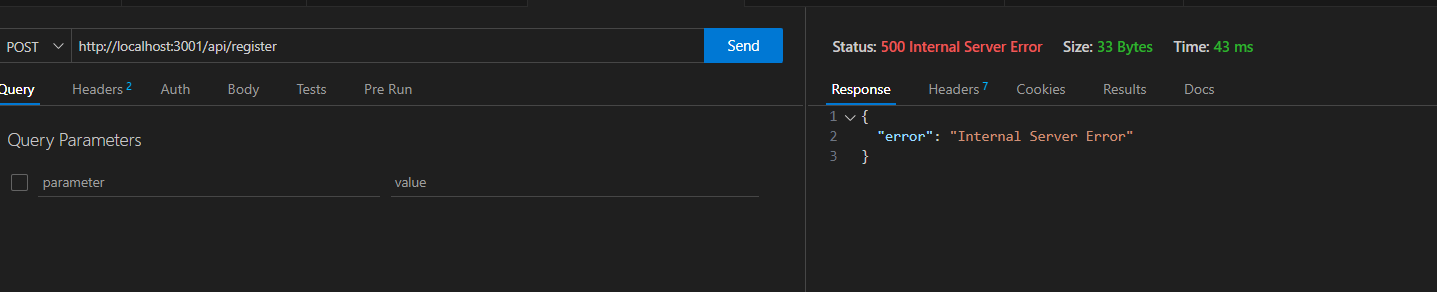 POST http://localhost:3001/api/register Send
Query Headers 2 Auth Body Tests Pre Run
Query Parameters
parameter value
Status: 500 Internal Server Error Size: 33 Bytes Time: 43 ms
Response Headers 7 Cookies Results Docs
1 {
2 "error": "Internal Server Error"
3 }